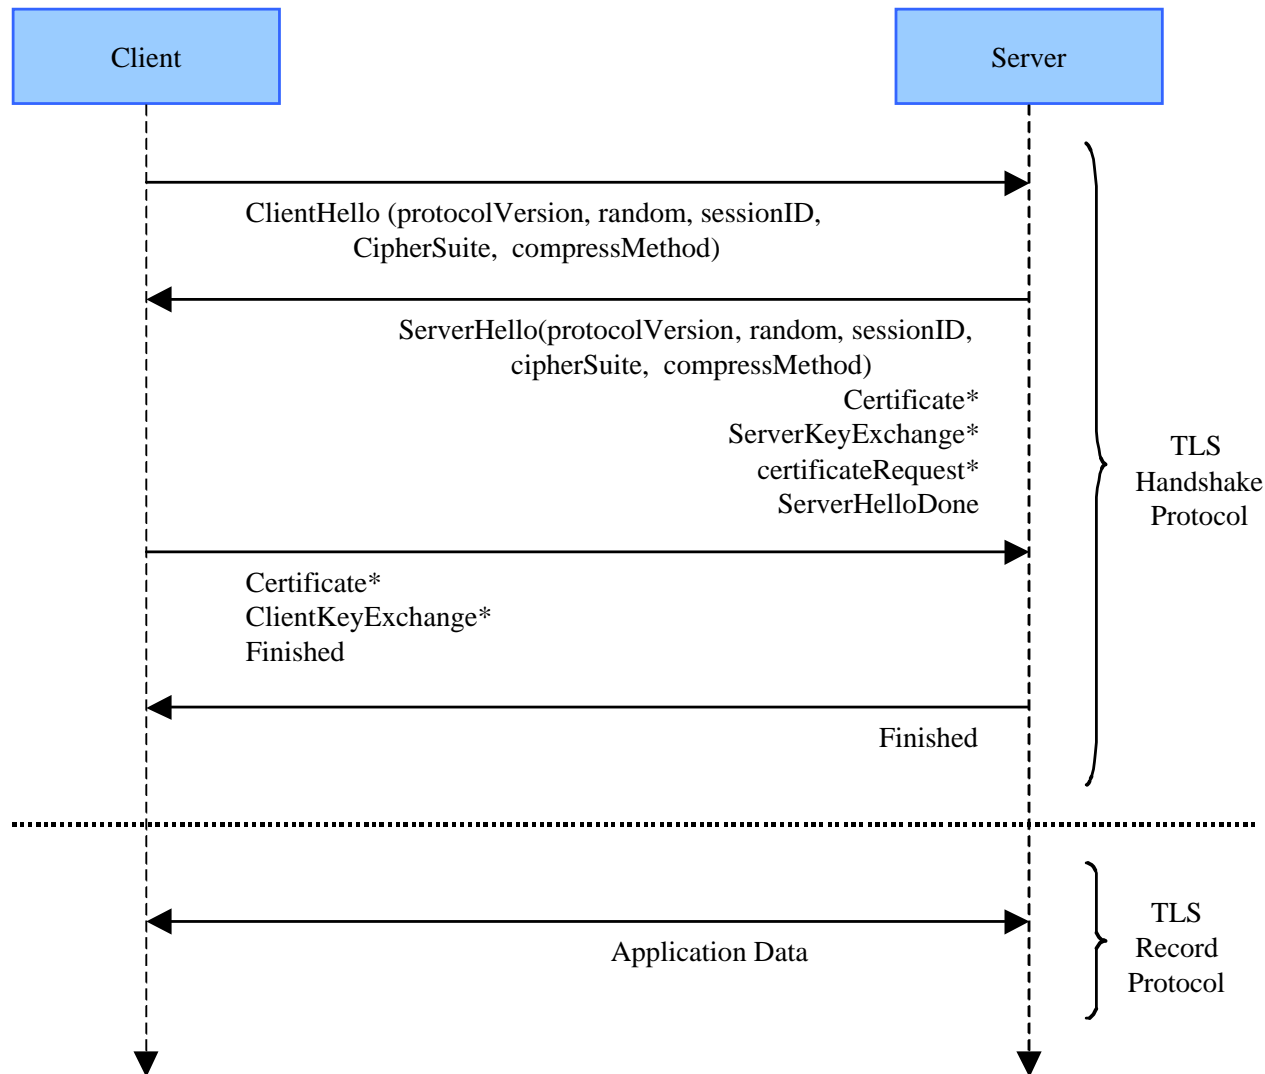 Client
Server
ClientHello (protocolVersion, random, sessionID,
CipherSuite, compressMethod)
ServerHello(protocolVersion, random, sessionID,
cipherSuite, compressMethod)
Certificate*
ServerKeyExchange*
certificateRequest*
ServerHelloDone
TLS
Handshake
Protocol
Certificate*
ClientKeyExchange*
Finished
Finished
Application Data
TLS
Record
Protocol